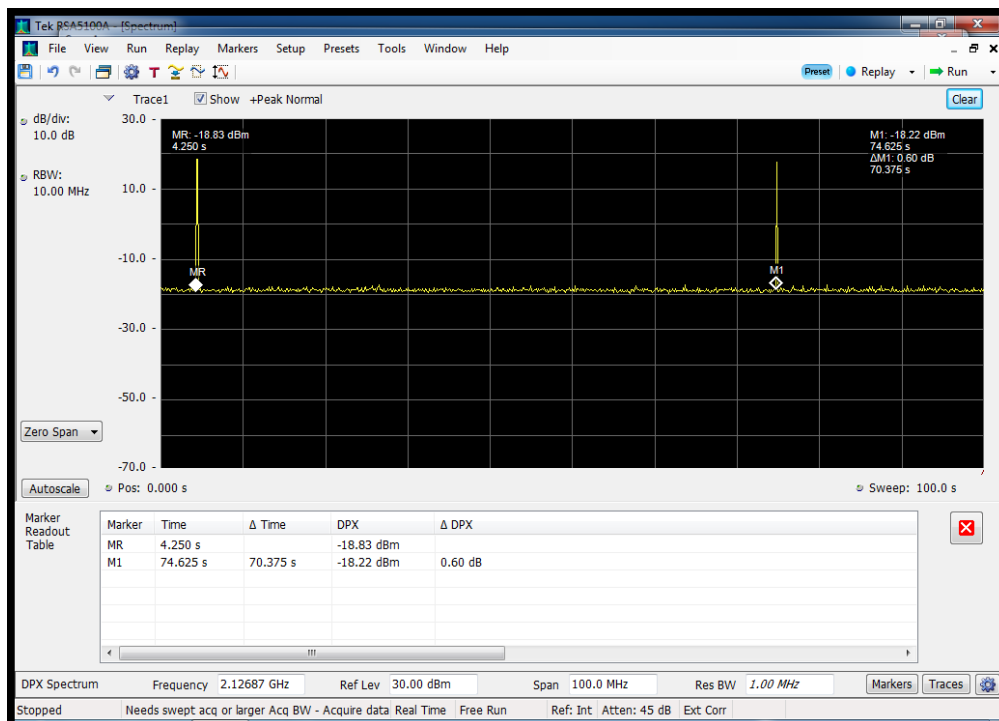 Tek RSA5100A - [Spectrum]
File View Run Replay Markers Setup Presets Tools Window Help
T
Preset Replay Run
Trace1 Show +Peak Normal Clear
dB/div:
10.0 dB
RBW:
10.00 MHz
30.0
10.0
-10.0
-30.0
-50.0
-70.0
MR: -18.83 dBm
4.250 s
M1: -18.22 dBm
74.625 s
ΔM1: 0.60 dB
70.375 s
MR
M1
Zero Span
Autoscale Pos: 0.000 s Sweep: 100.0 s
Marker
Readout
Table
Marker Time Δ Time DPX Δ DPX
MR 4.250 s -18.83 dBm
M1 74.625 s 70.375 s -18.22 dBm 0.60 dB
DPX Spectrum Frequency 2.12687 GHz Ref Lev 30.00 dBm Span 100.0 MHz Res BW 1.00 MHz Markers Traces
Stopped Needs swept acq or larger Acq BW - Acquire data Real Time Free Run Ref: Int Atten: 45 dB Ext Corr